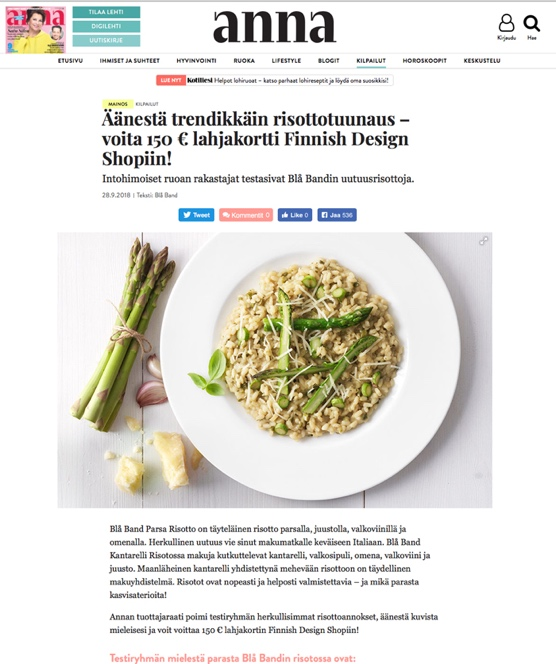 anna
TILAA LEHTI
DIGILEHTI
UUTISKIRJE
anna
Kirjaudu
Hae
ETUSIVU IHMISET JA SUHTEET HYVINVOINTI RUOKA LIFESTYLE BLOGIT KILPAILUT HOROSKOOPIT KESKUSTELU
LUE NYT Kotiliesi Helpot lohiruoat – katso parhaat lohireseptit ja löydä oma suosikkisi!
MAINOS KILPAILUT
Äänestä trendikkäin risottotuunaus –
voita 150 € lahjakortti Finnish Design
Shopiin!
Intohimoiset ruoan rakastajat testasivat Blå Bandin uutuusrisottoja.
28.9.2018 | Teksti: Blå Band
Tweet Kommentit 0 Like 0 Jaa 536
Blå Band Parsa Risotto on täyteläinen risotto parsalla, juustolla, valkoviinillä ja
omenalla. Herkullinen uutuus vie sinut makumatkalle keväiseen Italiaan. Blå Band
Kantarelli Risotossa makuja kutkuttelevat kantarelli, valkosipuli, omena, valkoviini ja
juusto. Maanläheinen kantarelli yhdistettynä mehevään risottoon on täydellinen
makuyhdistelmä. Risotot ovat nopeasti ja helposti valmistettavia – ja mikä parasta
kasvisaterioita!
Annan tuottajaraati poimi testiryhmän herkullisimmat risottoannokset, äänestä kuvista
mieleisesi ja voit voittaa 150 € lahjakortin Finnish Design Shopiin!
Testiryhmän mielestä parasta Blå Bandin risotossa ovat: